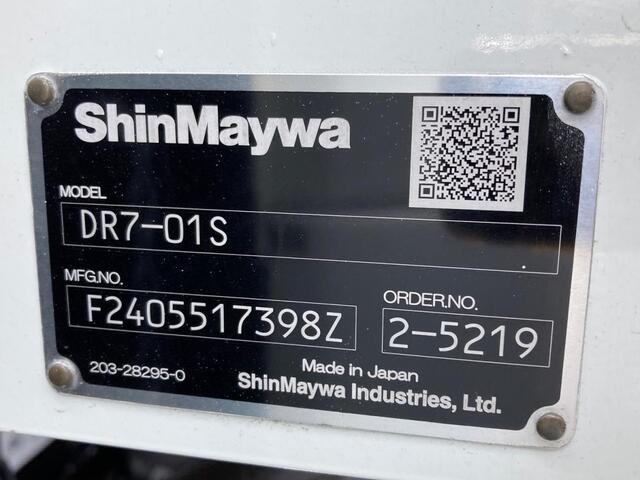 ShinMaywa
MODEL
DR7-01S
MFG.NO.
F2405517398Z
ORDER.NO.
2-5219
203-28295-0
Made in Japan
ShinMaywa Industries, Ltd.